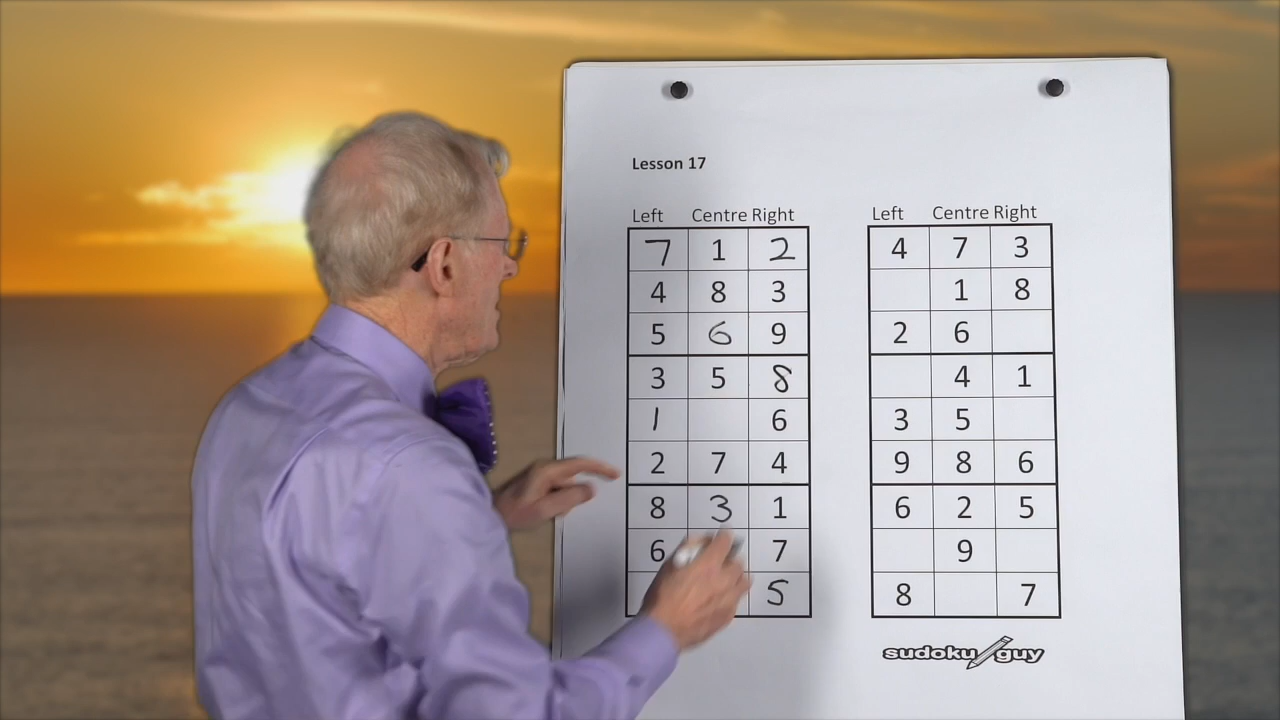 Lesson 17
Left Centre Right
7 1 2
4 8 3
5 6 9
3 5 8
1 6
2 7 4
8 3 1
6 7
5
Left Centre Right
4 7 3
1 8
2 6
4 1
3 5
9 8 6
6 2 5
9
8 7
sudoku guy